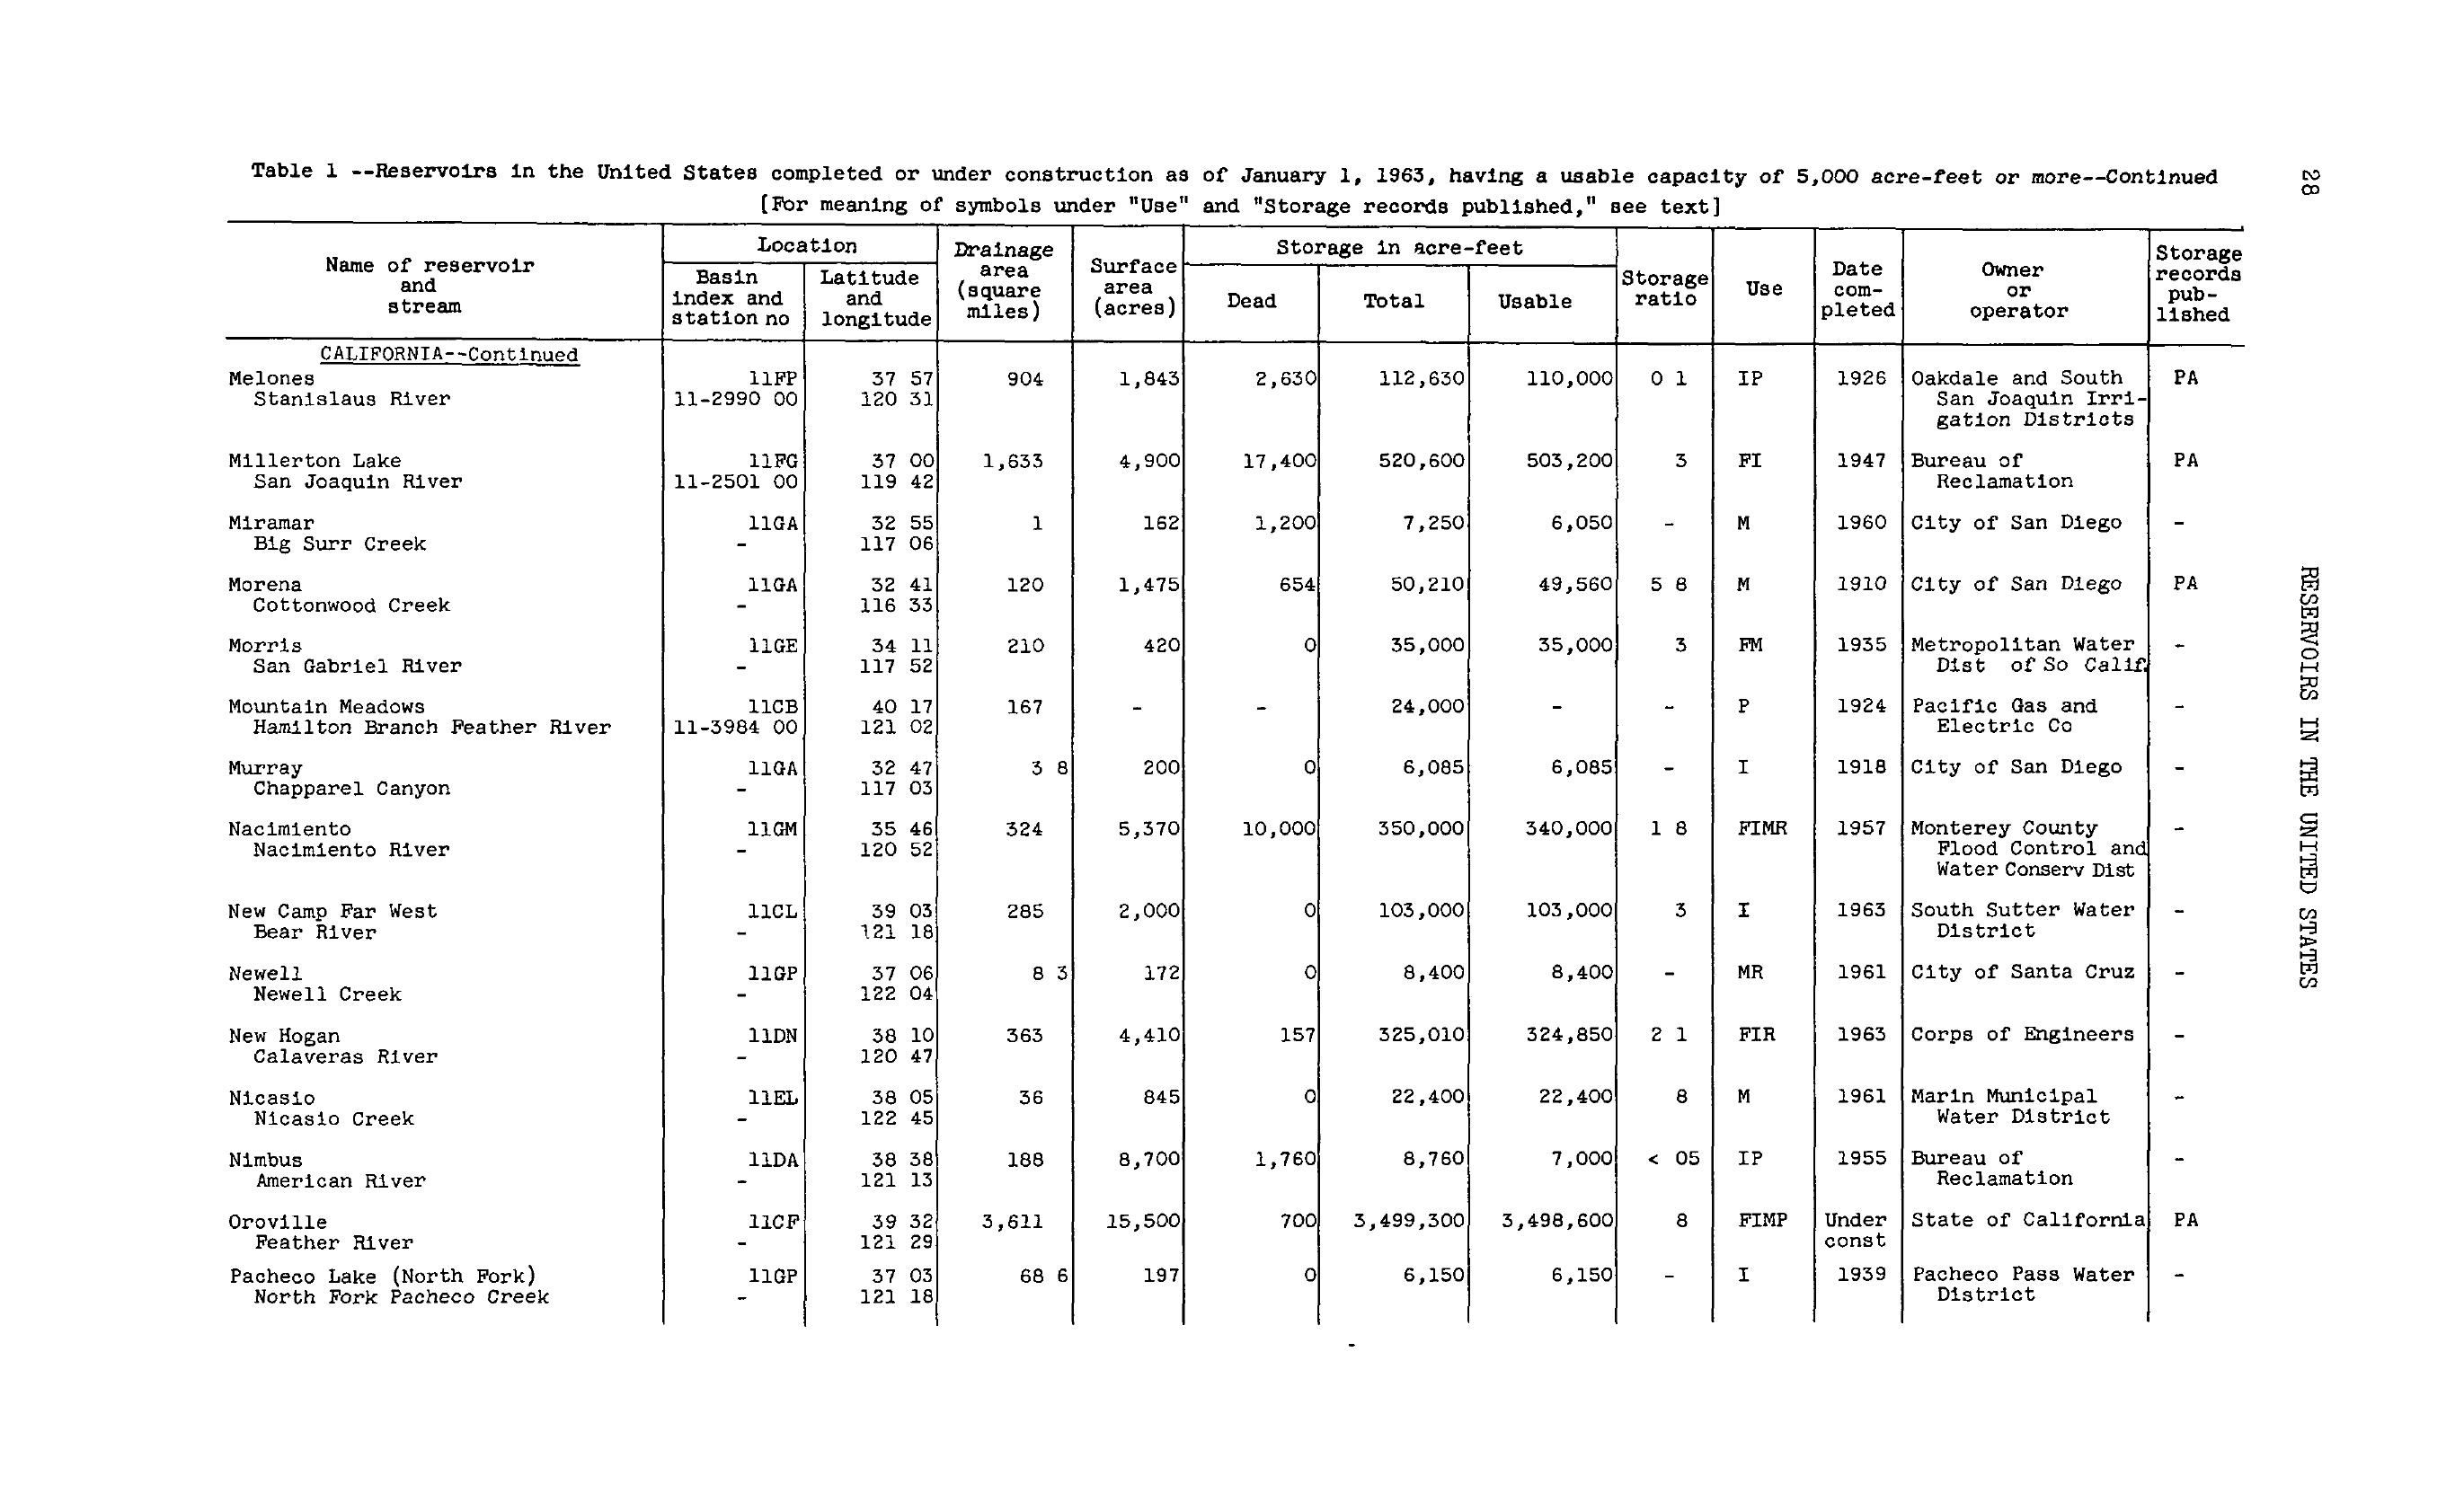 Table 1 --Reservoirs in the United States completed or under construction as of January 1, 1963, having a usable capacity of 5,000 acre-feet or more--Continued
28
[For meaning of symbols under "Use" and "Storage records published," see text]
Name of reservoir and stream | Location | Drainage area (square miles) | Surface area (acres) | Storage in acre-feet | Storage ratio | Use | Date com-pleted | Owner or operator | Storage records pub-lished
Basin index and station no | Latitude and longitude | Dead | Total | Usable
CALIFORNIA--Continued
Melones 11FP 37 57 904 1,843 2,630 112,630 110,000 0 1 IP 1926 Oakdale and South PA
Stanislaus River 11-2990 00 120 31 San Joaquin Irri-
gation Districts
Millerton Lake 11FG 37 00 1,633 4,900 17,400 520,600 503,200 3 FI 1947 Bureau of PA
San Joaquin River 11-2501 00 119 42 Reclamation
Miramar 11GA 32 55 1 162 1,200 7,250 6,050 - M 1960 City of San Diego -
Big Surr Creek - 117 06
Morena 11GA 32 41 120 1,475 654 50,210 49,560 5 8 M 1910 City of San Diego PA
Cottonwood Creek - 116 33
Morris 11GE 34 11 210 420 0 35,000 35,000 3 FM 1935 Metropolitan Water -
San Gabriel River - 117 52 Dist of So Calif.
Mountain Meadows 11CB 40 17 167 - - 24,000 - - P 1924 Pacific Gas and -
Hamilton Branch Feather River 11-3984 00 121 02 Electric Co
Murray 11GA 32 47 3 8 200 0 6,085 6,085 - I 1918 City of San Diego -
Chapparel Canyon - 117 03
Nacimiento 11GM 35 46 324 5,370 10,000 350,000 340,000 1 8 FIMR 1957 Monterey County -
Nacimiento River - 120 52 Flood Control and
Water Conserv Dist
New Camp Far West 11CL 39 03 285 2,000 0 103,000 103,000 3 I 1963 South Sutter Water -
Bear River - 121 18 District
Newell 11GP 37 06 8 3 172 0 8,400 8,400 - MR 1961 City of Santa Cruz -
Newell Creek - 122 04
New Hogan 11DN 38 10 363 4,410 157 325,010 324,850 2 1 FIR 1963 Corps of Engineers -
Calaveras River - 120 47
Nicasio 11EL 38 05 36 845 0 22,400 22,400 8 M 1961 Marin Municipal -
Nicasio Creek - 122 45 Water District
Nimbus 11DA 38 38 188 8,700 1,760 8,760 7,000 < 05 IP 1955 Bureau of -
American River - 121 13 Reclamation
Oroville 11CF 39 32 3,611 15,500 700 3,499,300 3,498,600 8 FIMP Under State of California PA
Feather River - 121 29 const
Pacheco Lake (North Fork) 11GP 37 03 68 6 197 0 6,150 6,150 - I 1939 Pacheco Pass Water -
North Fork Pacheco Creek - 121 18 District
RESERVOIRS IN THE UNITED STATES